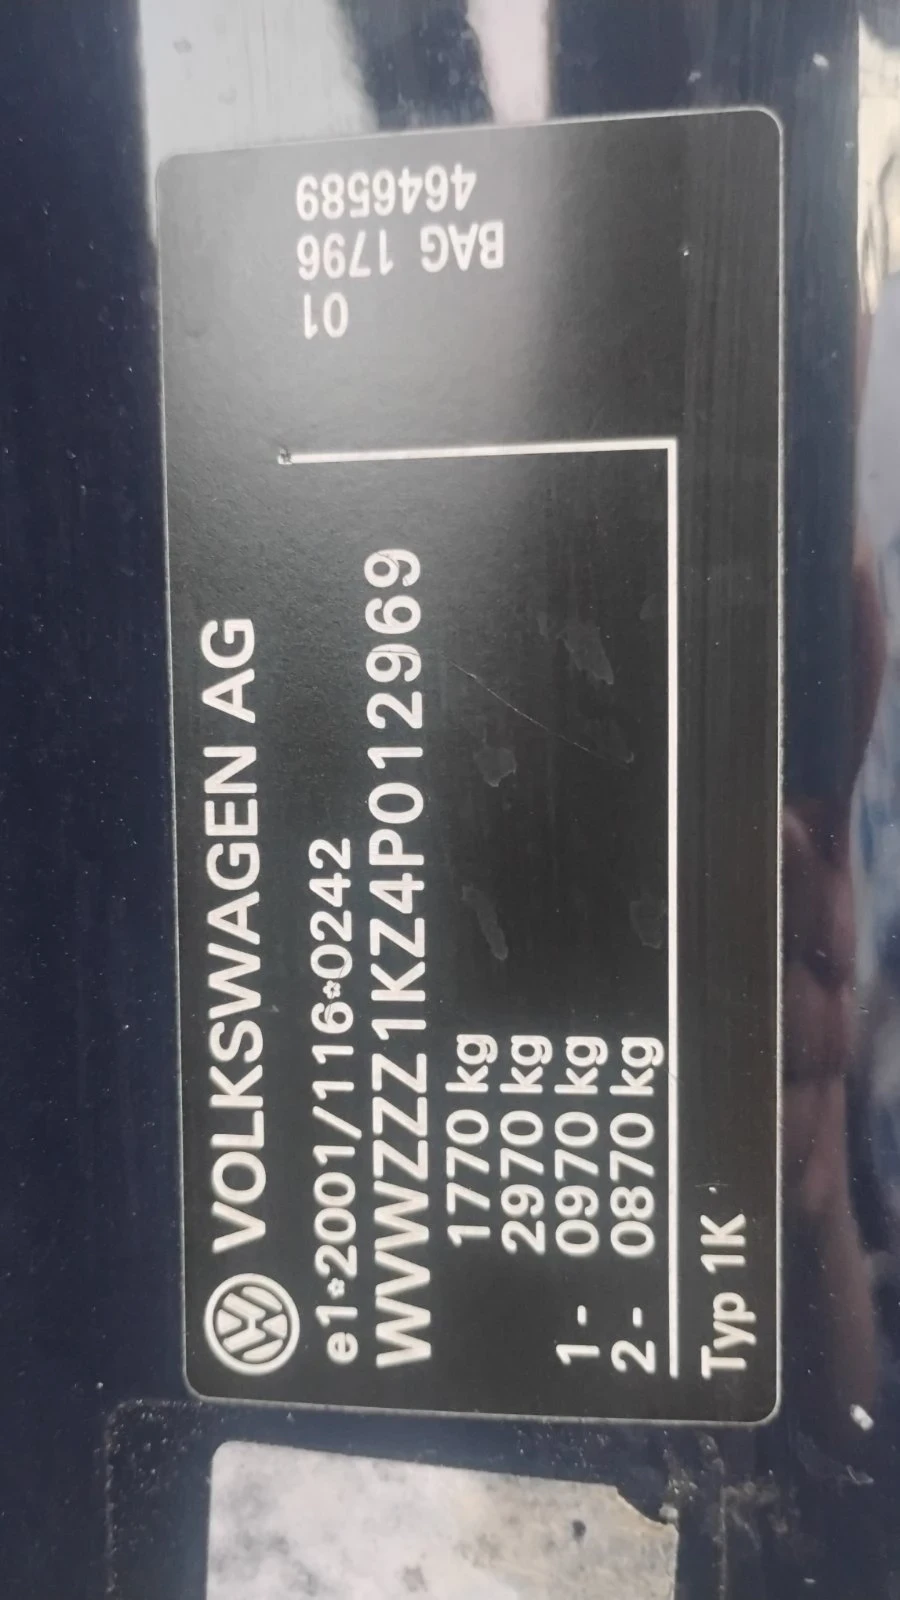 VOLKSWAGEN AG
e1*2001/116*0242
WVWZZZ1KZ4P012969
1770 kg
2970 kg
1- 0970 kg
2- 0870 kg
Typ 1K
4646589
BAG 1796
01